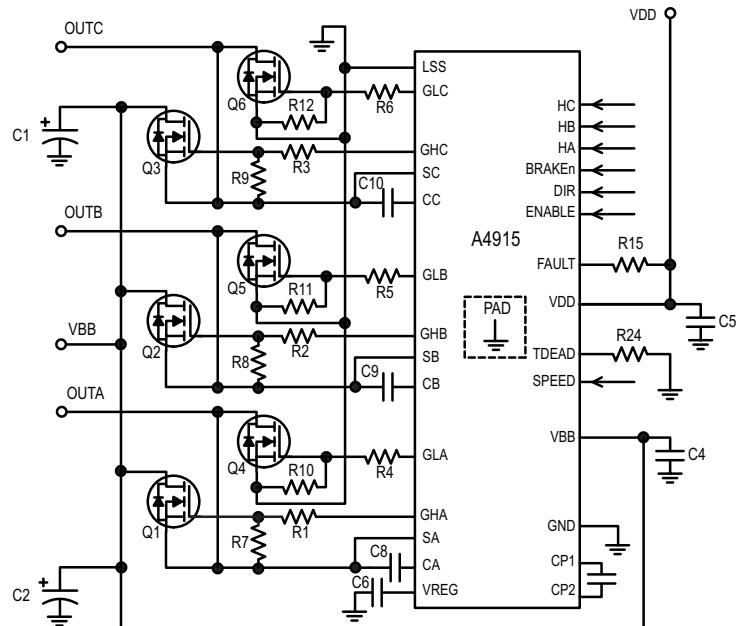 OUTC
VDD
LSS
GLC
Q6
R12
R6
HC
C1
HB
Q3
HA
GHC
R9
R3
BRAKEn
SC
C10
DIR
CC
ENABLE
OUTB
A4915
R15
FAULT
Q5
R11
R5
GLB
PAD
VDD
C5
VBB
Q2
GHB
R8
R2
R24
SB
TDEAD
C9
CB
SPEED
OUTA
VBB
Q4
R10
R4
GLA
C4
Q1
GHA
R7
R1
GND
SA
C8
CA
CP1
C6
VREG
CP2
C2